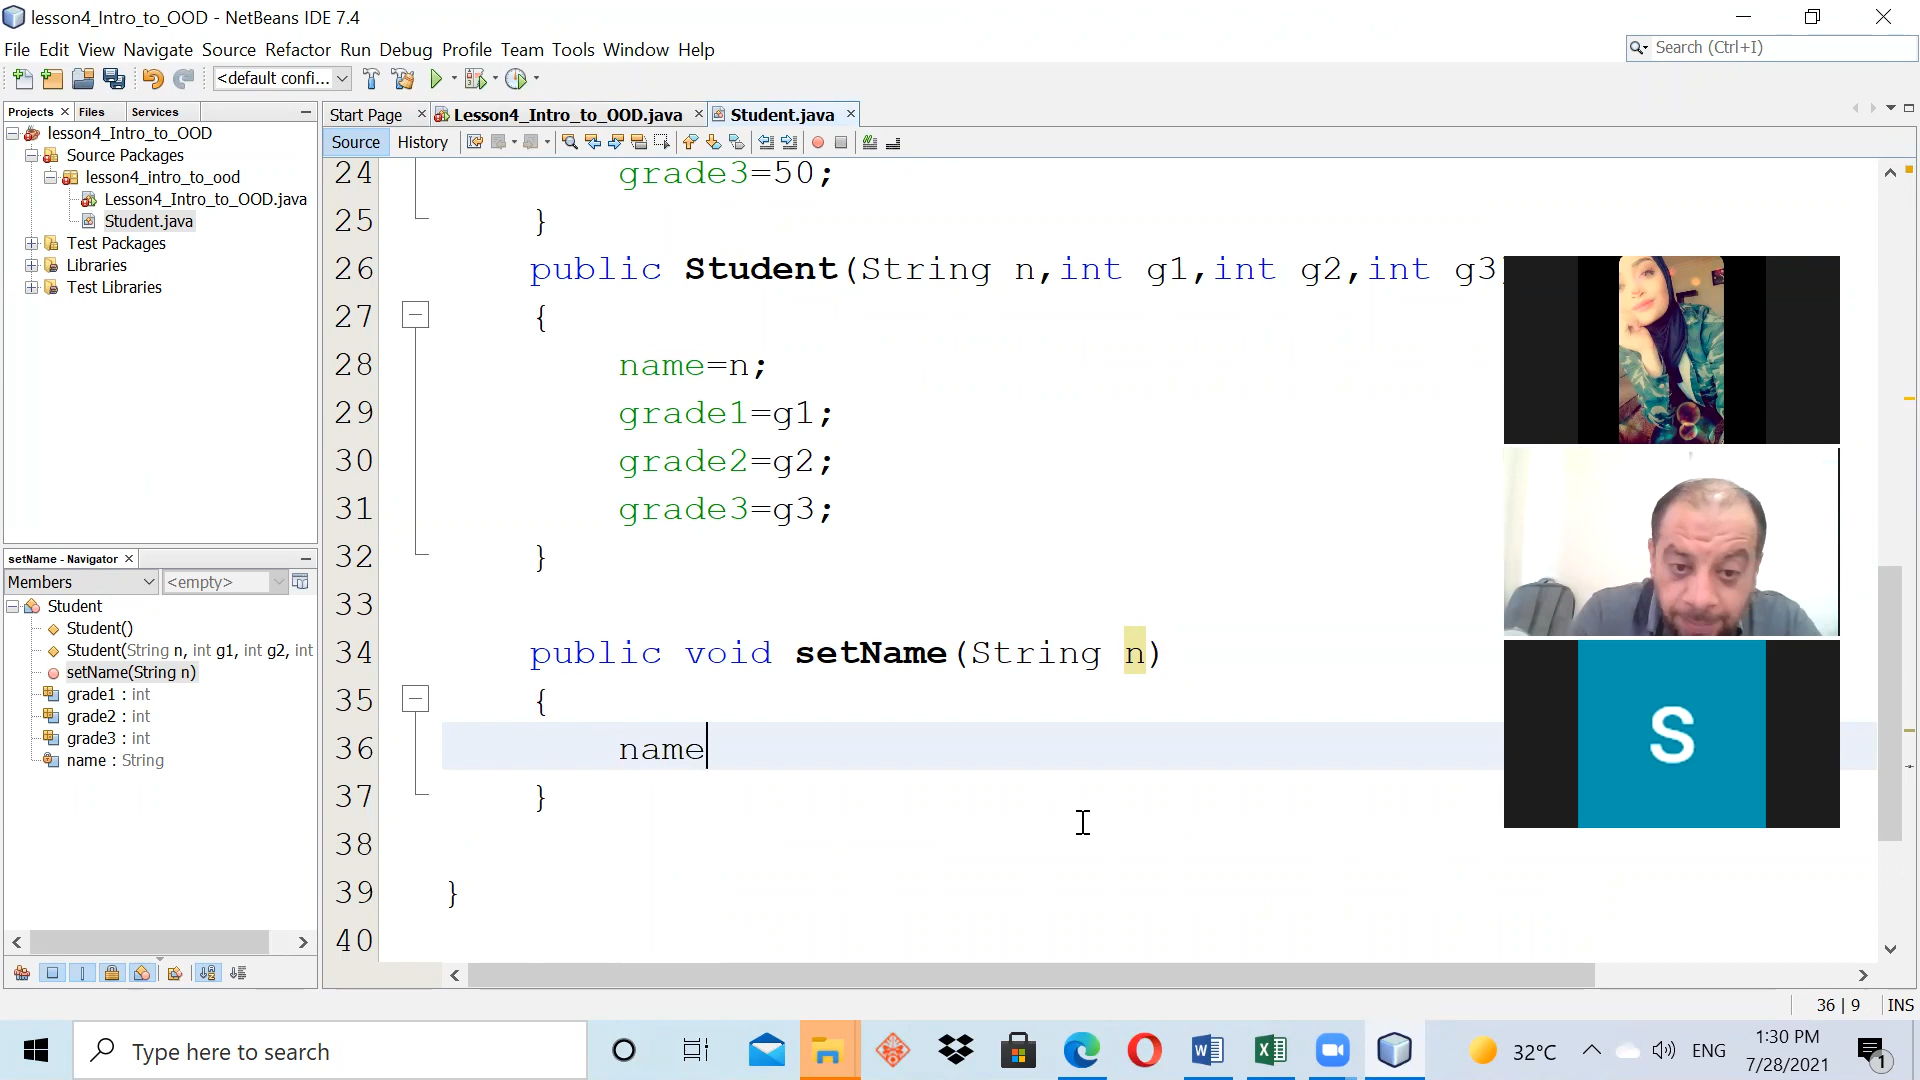 lesson4_Intro_to_OOD - NetBeans IDE 7.4
File Edit View Navigate Source Refactor Run Debug Profile Team Tools Window Help
Search (Ctrl+I)
<default confi...
Projects Files Services
Start Page Lesson4_Intro_to_OOD.java Student.java
Source History
lesson4_Intro_to_OOD
Source Packages
lesson4_intro_to_ood
Lesson4_Intro_to_OOD.java
Student.java
Test Packages
Libraries
Test Libraries
setName - Navigator
Members <empty>
Student
Student()
Student(String n, int g1, int g2, int
setName(String n)
grade1 : int
grade2 : int
grade3 : int
name : String
24 grade3=50;
25 }
26 public Student(String n,int g1,int g2,int g3
27 {
28 name=n;
29 grade1=g1;
30 grade2=g2;
31 grade3=g3;
32 }
33
34 public void setName(String n)
35 {
36 name
37 }
38
39 }
40
S
36 | 9 INS
Type here to search
32°C
ENG
1:30 PM
7/28/2021
1